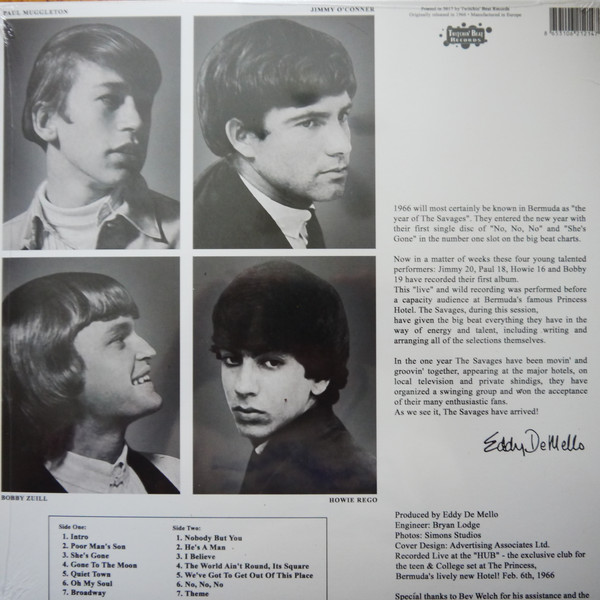 PAUL MUGGLETON
JIMMY O'CONNER
Originally released in 1966 • Manufactured in Europe
Twistin' Beat
Records
1966 will most certainly be known in Bermuda as "the
year of The Savages". They entered the new year with
their first single disc of "No, No, No" and "She's
Gone" in the number one slot on the big beat charts.
Now in a matter of weeks these four young talented
performers: Jimmy 20, Paul 18, Howie 16 and Bobby
19 have recorded their first album.
This "live" and wild recording was performed before
a capacity audience at Bermuda's famous Princess
Hotel. The Savages, during this session,
have given the big beat everything they have in the
way of energy and talent, including writing and
arranging all of the selections themselves.
In the one year The Savages have been movin' and
groovin' together, appearing at the major hotels, on
local television and private shindigs, they have
organized a swinging group and won the acceptance
of their many enthusiastic fans.
As we see it, The Savages have arrived!
Eddy DeMello
BOBBY ZUILL
HOWIE REGO
Side One:
1. Intro
2. Poor Man's Son
3. She's Gone
4. Gone To The Moon
5. Quiet Town
6. Oh My Soul
7. Broadway
Side Two:
1. Nobody But You
2. He's A Man
3. I Believe
4. The World Ain't Round, Its Square
5. We've Got To Get Out Of This Place
6. No, No, No
7. Theme
Produced by Eddy De Mello
Engineer: Bryan Lodge
Photos: Simons Studios
Cover Design: Advertising Associates Ltd.
Recorded Live at the "HUB" - the exclusive club for
the teen & College set at The Princess,
Bermuda's lively new Hotel! Feb. 6th, 1966
Special thanks to Bev Welch for his assistance and the